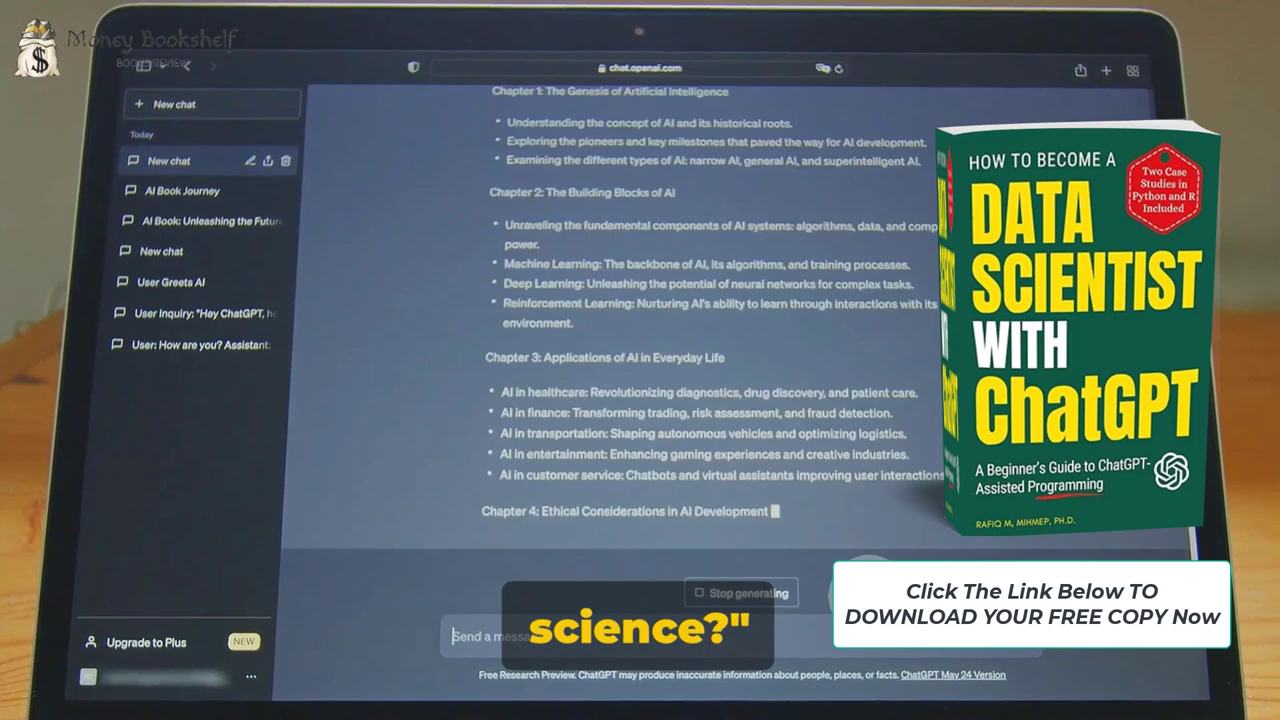 Money Bookshelf
BOOKS REVIEW
chat.openai.com
New chat
Today
New chat
AI Book Journey
AI Book: Unleashing the Futur
New chat
User Greets AI
User Inquiry: "Hey ChatGPT, h
User: How are you? Assistant:
Upgrade to Plus
NEW
Chapter 1: The Genesis of Artificial Intelligence
Understanding the concept of AI and its historical roots.
Exploring the pioneers and key milestones that paved the way for AI development.
Examining the different types of AI: narrow AI, general AI, and superintelligent AI.
Chapter 2: The Building Blocks of AI
Unraveling the fundamental components of AI systems: algorithms, data, and comp
power.
Machine Learning: The backbone of AI, its algorithms, and training processes.
Deep Learning: Unleashing the potential of neural networks for complex tasks.
Reinforcement Learning: Nurturing AI's ability to learn through interactions with its
environment.
Chapter 3: Applications of AI in Everyday Life
AI in healthcare: Revolutionizing diagnostics, drug discovery, and patient care.
AI in finance: Transforming trading, risk assessment, and fraud detection.
AI in transportation: Shaping autonomous vehicles and optimizing logistics.
AI in entertainment: Enhancing gaming experiences and creative industries.
AI in customer service: Chatbots and virtual assistants improving user interactions
Chapter 4: Ethical Considerations in AI Development
Stop generating
Send a messa
science?"
Free Research Preview. ChatGPT may produce inaccurate information about people, places, or facts. ChatGPT May 24 Version
HOW TO BECOME A
DATA
SCIENTIST
WITH
ChatGPT
Two Case
Studies in
Python and R
Included
A Beginner's Guide to ChatGPT-
Assisted Programming
RAFIQ M, MIHMEP, PH.D.
Click The Link Below TO
DOWNLOAD YOUR FREE COPY Now